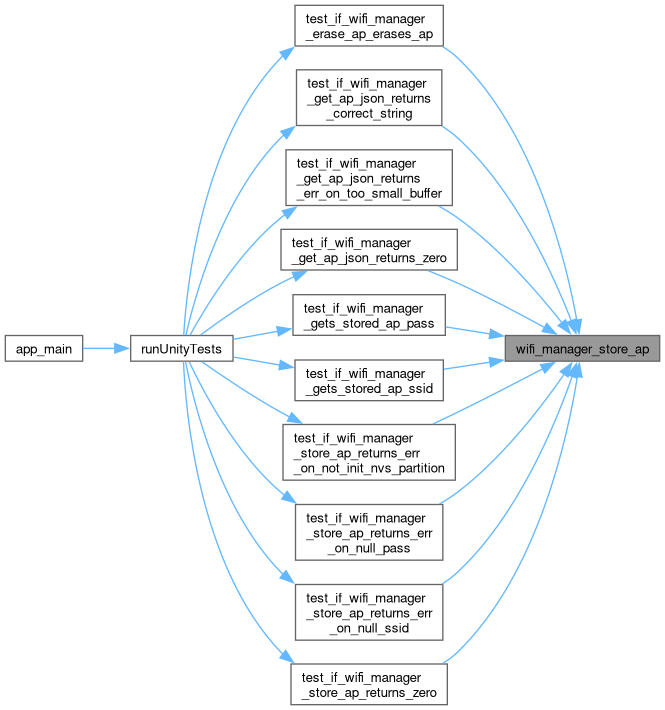 test_if_wifi_manager
_erase_ap_erases_ap
test_if_wifi_manager
_get_ap_json_returns
_correct_string
test_if_wifi_manager
_get_ap_json_returns
_err_on_too_small_buffer
test_if_wifi_manager
_get_ap_json_returns_zero
test_if_wifi_manager
_gets_stored_ap_pass
app_main
runUnityTests
wifi_manager_store_ap
test_if_wifi_manager
_gets_stored_ap_ssid
test_if_wifi_manager
_store_ap_returns_err
_on_not_init_nvs_partition
test_if_wifi_manager
_store_ap_returns_err
_on_null_pass
test_if_wifi_manager
_store_ap_returns_err
_on_null_ssid
test_if_wifi_manager
_store_ap_returns_zero